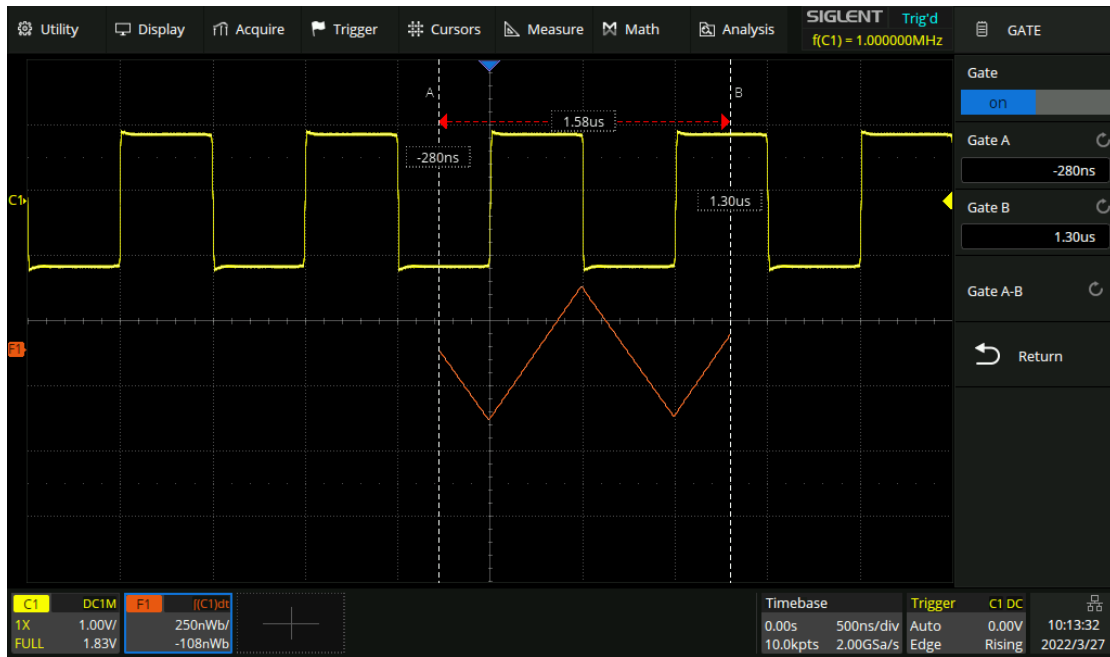 Utility Display Acquire Trigger Cursors Measure Math Analysis
SIGLENT Trig'd
f(C1) = 1.000000MHz
GATE
Gate
on
Gate A
-280ns
Gate B
1.30us
Gate A-B
Return
A B
1.58us
-280ns
1.30us
C1
F1
C1 DC1M
1X 1.00V/
FULL 1.83V
F1 ∫(C1)dt
250nWb/
-108nWb
Timebase
0.00s 500ns/div
10.0kpts 2.00GSa/s
Trigger C1 DC
Auto 0.00V
Edge Rising
10:13:32
2022/3/27